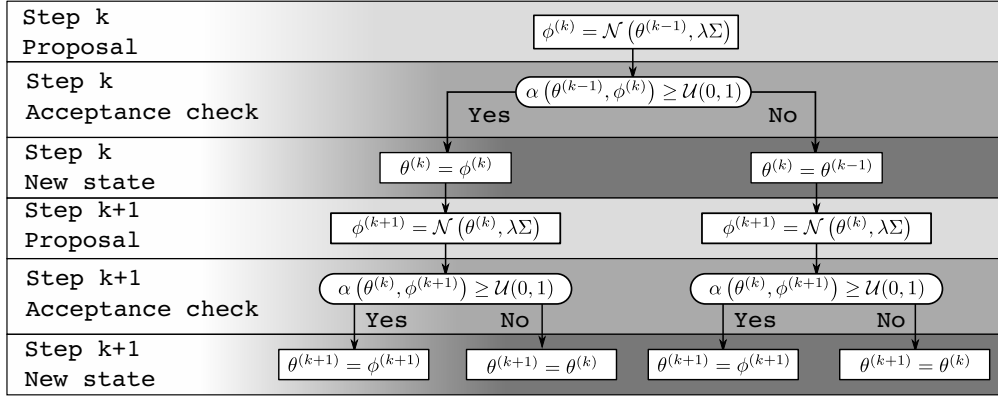 Step k
Proposal
φ^(k) = 𝒩(θ^(k−1), λΣ)
Step k
Acceptance check
α(θ^(k−1), φ^(k)) ≥ 𝒰(0, 1)
Yes
No
Step k
New state
θ^(k) = φ^(k)
θ^(k) = θ^(k−1)
Step k+1
Proposal
φ^(k+1) = 𝒩(θ^(k), λΣ)
φ^(k+1) = 𝒩(θ^(k), λΣ)
Step k+1
Acceptance check
α(θ^(k), φ^(k+1)) ≥ 𝒰(0, 1)
α(θ^(k), φ^(k+1)) ≥ 𝒰(0, 1)
Yes
No
Yes
No
Step k+1
New state
θ^(k+1) = φ^(k+1)
θ^(k+1) = θ^(k)
θ^(k+1) = φ^(k+1)
θ^(k+1) = θ^(k)